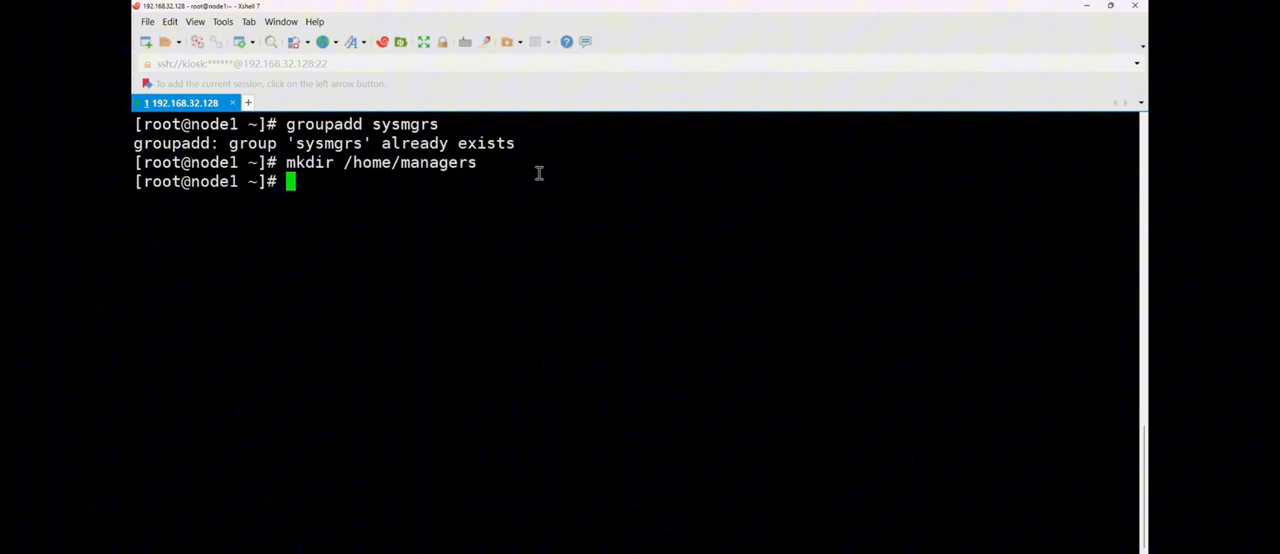 192.168.32.128 - root@node1:~ - Xshell 7
File Edit View Tools Tab Window Help
ssh://kiosk:******@192.168.32.128:22
To add the current session, click on the left arrow button.
1 192.168.32.128
[root@node1 ~]# groupadd sysmgrs
groupadd: group 'sysmgrs' already exists
[root@node1 ~]# mkdir /home/managers
[root@node1 ~]#